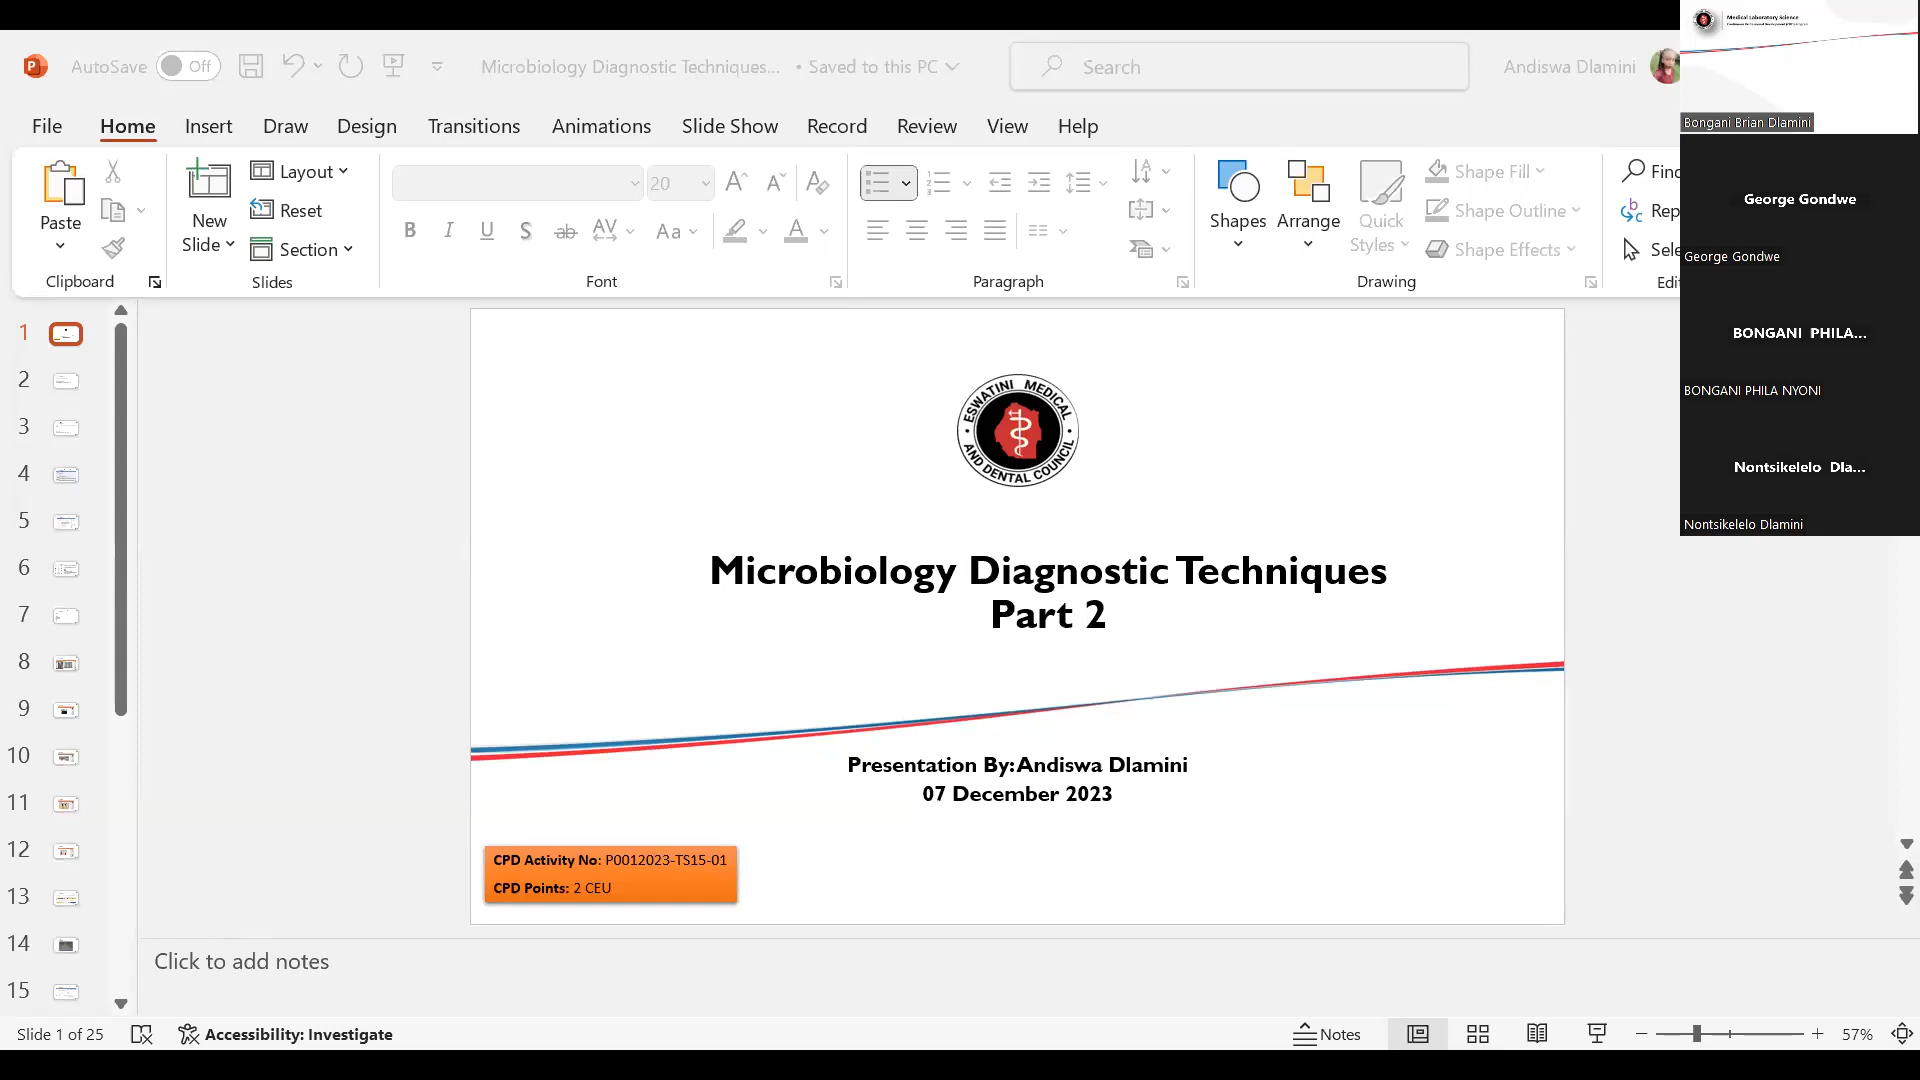 Medical Laboratory Science
Bongani Brian Dlamini
AutoSave Off
Microbiology Diagnostic Techniques... • Saved to this PC
Search
Andiswa Dlamini
File Home Insert Draw Design Transitions Animations Slide Show Record Review View Help
Paste
New
Slide
Layout
Reset
Section
20
B I U S ab AV Aa A
Shapes
Arrange
Quick
Styles
Shape Fill
Shape Outline
Shape Effects
Clipboard
Slides
Font
Paragraph
Drawing
George Gondwe
George Gondwe
BONGANI PHILA...
BONGANI PHILA NYONI
Nontsikelelo Dla...
Nontsikelelo Dlamini
1
2
3
4
5
6
7
8
9
10
11
12
13
14
15
ESWATINI MEDICAL
AND DENTAL COUNCIL
Microbiology Diagnostic Techniques
Part 2
Presentation By:Andiswa Dlamini
07 December 2023
CPD Activity No: P0012023-TS15-01
CPD Points: 2 CEU
Click to add notes
Slide 1 of 25
Accessibility: Investigate
Notes
57%